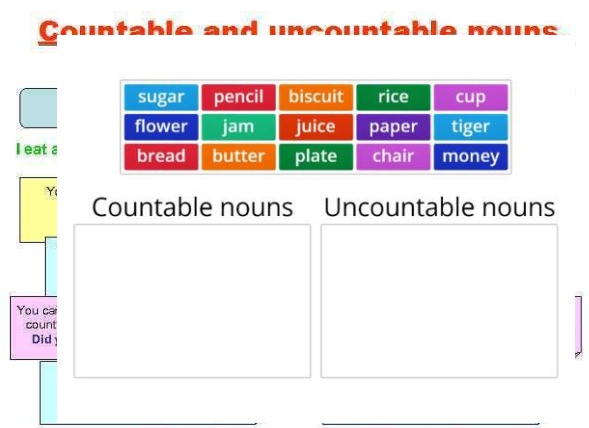 Countable and uncountable nouns
sugar pencil biscuit rice cup
flower jam juice paper tiger
bread butter plate chair money
I eat a
Countable nouns Uncountable nouns
You can
count
Did